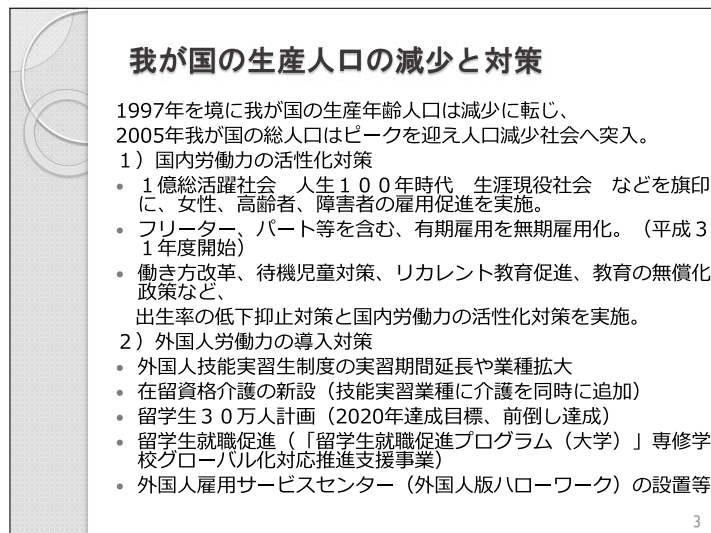 我が国の生産人口の減少と対策
1997年を境に我が国の生産年齢人口は減少に転じ、
2005年我が国の総人口はピークを迎え人口減少社会へ突入。
１）国内労働力の活性化対策
• １億総活躍社会　人生１００年時代　生涯現役社会　などを旗印
に、女性、高齢者、障害者の雇用促進を実施。
• フリーター、パート等を含む、有期雇用を無期雇用化。（平成３
１年度開始）
• 働き方改革、待機児童対策、リカレント教育促進、教育の無償化
政策など、
出生率の低下抑止対策と国内労働力の活性化対策を実施。
２）外国人労働力の導入対策
• 外国人技能実習生制度の実習期間延長や業種拡大
• 在留資格介護の新設（技能実習業種に介護を同時に追加）
• 留学生３０万人計画（2020年達成目標、前倒し達成）
• 留学生就職促進（「留学生就職促進プログラム（大学）」専修学
校グローバル化対応推進支援事業）
• 外国人雇用サービスセンター（外国人版ハローワーク）の設置等
3